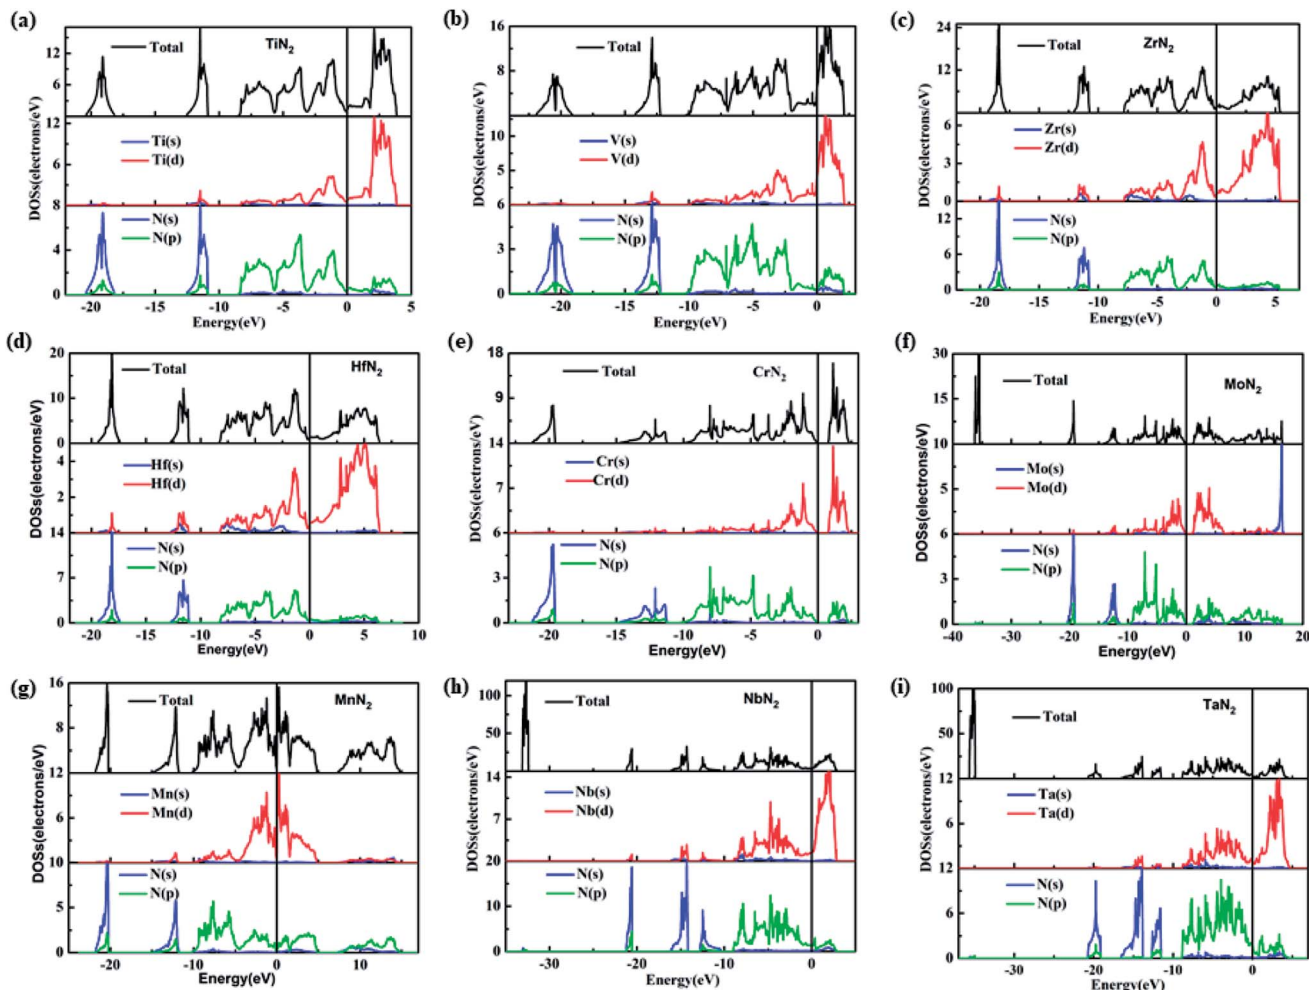 (a)
Total
TiN2
12
6
12
Ti(s)
Ti(d)
6
8
N(s)
N(p)
4
0
-20 -15 -10 -5 0 5
Energy(eV)
DOSs(electrons/eV)
(b)
16
Total
VN2
8
10
V(s)
V(d)
5
6
N(s)
N(p)
3
0
-20 -15 -10 -5 0
Energy(eV)
DOSs(electrons/eV)
(c)
24
Total
ZrN2
12
0
6
Zr(s)
Zr(d)
3
0
12
N(s)
N(p)
6
0
-20 -15 -10 -5 0 5
Energy(eV)
DOSs(electrons/eV)
(d)
20
Total
HfN2
10
0
4
Hf(s)
Hf(d)
2
14
N(s)
N(p)
7
0
-20 -15 -10 -5 0 5 10
Energy(eV)
DOSs(electrons/eV)
(e)
18
Total
CrN2
9
14
Cr(s)
Cr(d)
7
6
N(s)
N(p)
3
0
-20 -15 -10 -5 0
Energy(eV)
DOSs(electrons/eV)
(f)
30
Total
MoN2
15
10
Mo(s)
Mo(d)
5
6
N(s)
N(p)
3
0
-40 -30 -20 -10 0 10 20
Energy(eV)
DOSs(electrons/eV)
(g)
16
Total
MnN2
8
12
Mn(s)
Mn(d)
6
10
N(s)
N(p)
5
0
-20 -10 0 10
Energy(eV)
DOSs(electrons/eV)
(h)
100
Total
NbN2
50
14
Nb(s)
Nb(d)
7
20
N(s)
N(p)
10
0
-30 -20 -10 0
Energy(eV)
DOSs(electrons/eV)
(i)
100
Total
TaN2
50
12
Ta(s)
Ta(d)
6
12
N(s)
N(p)
6
0
-30 -20 -10 0
Energy(eV)
DOSs(electrons/eV)